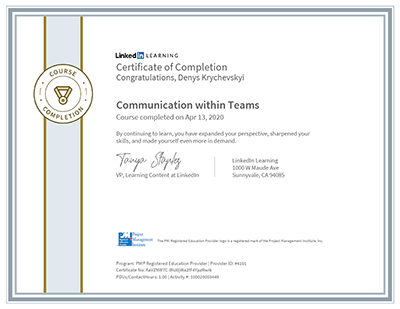 LinkedIn LEARNING
Certificate of Completion
Congratulations, Denys Krychevskyi
COURSE
COMPLETION
Communication within Teams
Course completed on Apr 13, 2020
By continuing to learn, you have expanded your perspective, sharpened your
skills, and made yourself even more in demand.
Tanya Staples
VP, Learning Content at LinkedIn
LinkedIn Learning
1000 W Maude Ave
Sunnyvale, CA 94085
PMI
Project
Management
Institute
The PMI Registered Education Provider logo is a registered mark of the Project Management Institute, Inc.
Program: PMI® Registered Education Provider | Provider ID: #4101
Certificate No:
PDUs/ContactHours: 1.00 | Activity #: